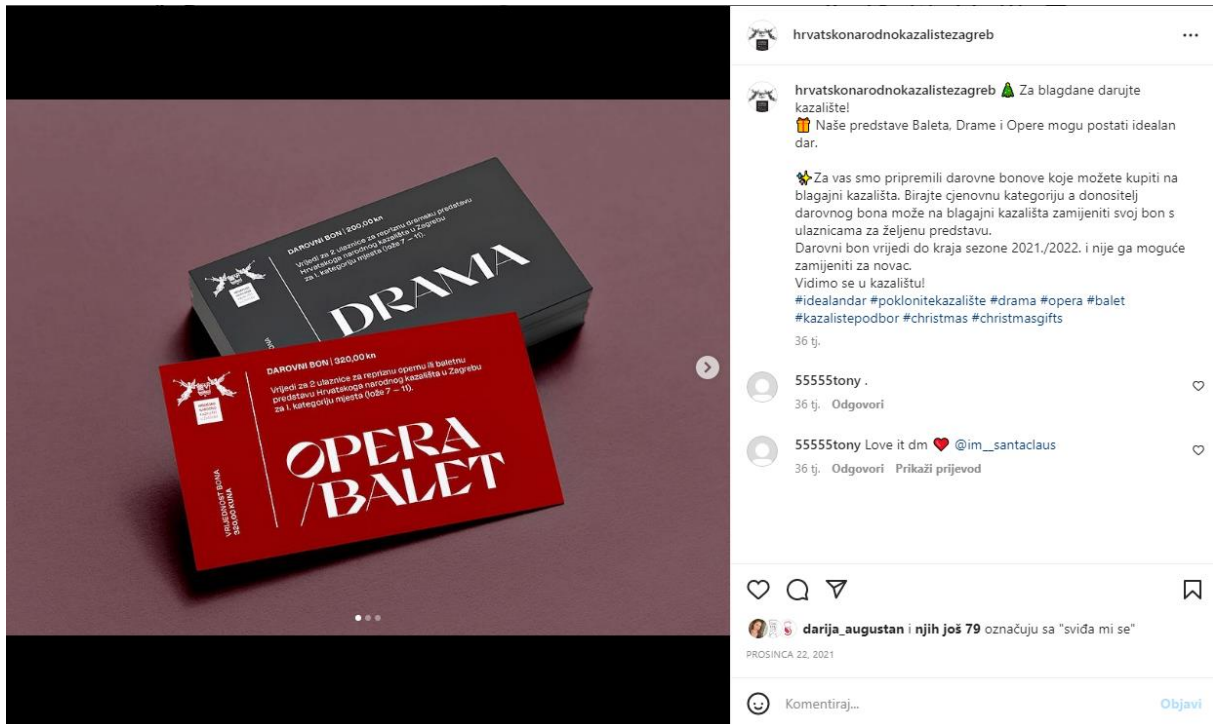 DAROVNI BON | 200,00 kn
Vrijedi za 2 ulaznice za repriznu dramsku predstavu
Hrvatskoga narodnog kazališta u Zagrebu
za I. kategoriju mjesta (lože 7 – 11).
DRAMA
DAROVNI BON | 320,00 kn
Vrijedi za 2 ulaznice za repriznu opernu ili baletnu
predstavu Hrvatskoga narodnog kazališta u Zagrebu
za I. kategoriju mjesta (lože 7 – 11).
OPERA
/BALET
VRIJEDNOST BONA
320,00 KUNA
hrvatskonarodnokazalistezagreb
hrvatskonarodnokazalistezagreb 🎄 Za blagdane darujte
kazalište!
🎁 Naše predstave Baleta, Drame i Opere mogu postati idealan
dar.
✨Za vas smo pripremili darovne bonove koje možete kupiti na
blagajni kazališta. Birajte cjenovnu kategoriju a donositelj
darovnog bona može na blagajni kazališta zamijeniti svoj bon s
ulaznicama za željenu predstavu.
Darovni bon vrijedi do kraja sezone 2021./2022. i nije ga moguće
zamijeniti za novac.
Vidimo se u kazalištu!
#idealandar #poklonitekazalište #drama #opera #balet
#kazalistepodbor #christmas #christmasgifts
36 tj.
55555tony .
36 tj. Odgovori
55555tony Love it dm ❤️ @im__santaclaus
36 tj. Odgovori Prikaži prijevod
darija_augustan i njih još 79 označuju sa "sviđa mi se"
PROSINCA 22, 2021
Komentiraj...
Objavi